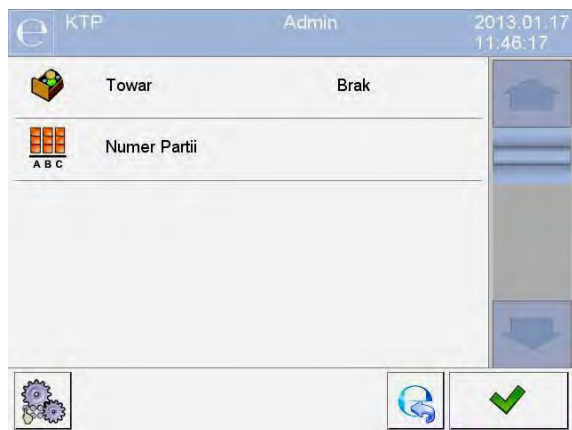 e KTP Admin 2013.01.17
11:46:17
Towar Brak
Numer Partii
A B C